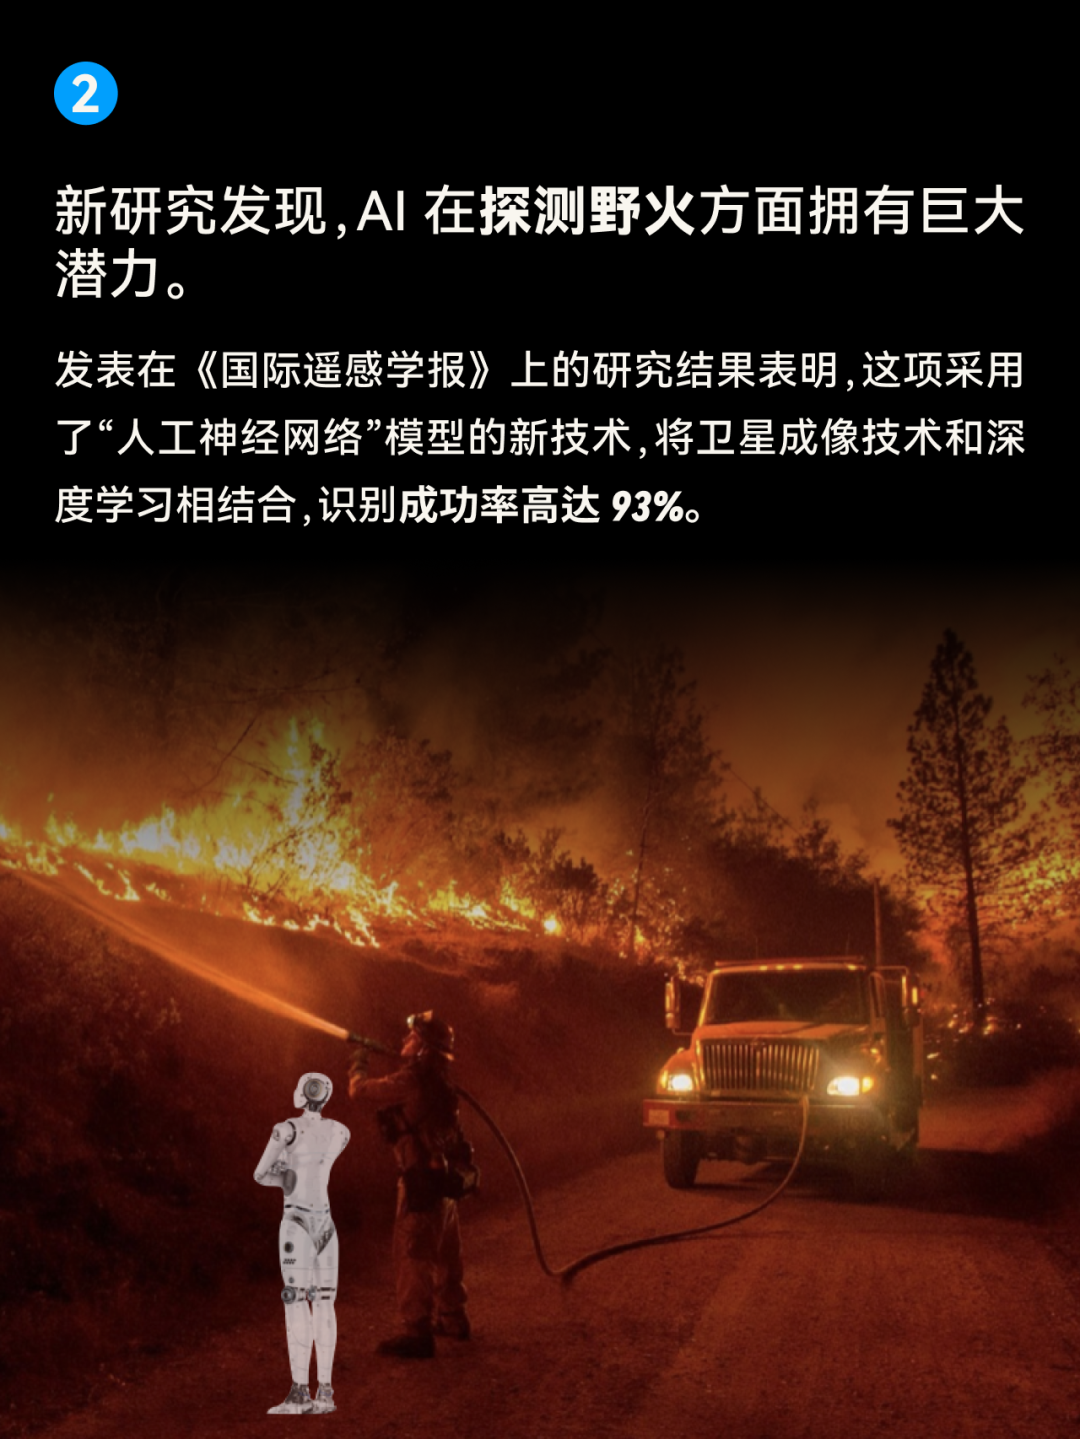 2
新研究发现,AI 在探测野火方面拥有巨大
潜力。
发表在《国际遥感学报》上的研究结果表明,这项采用
了“人工神经网络”模型的新技术,将卫星成像技术和深
度学习相结合,识别成功率高达 93%。